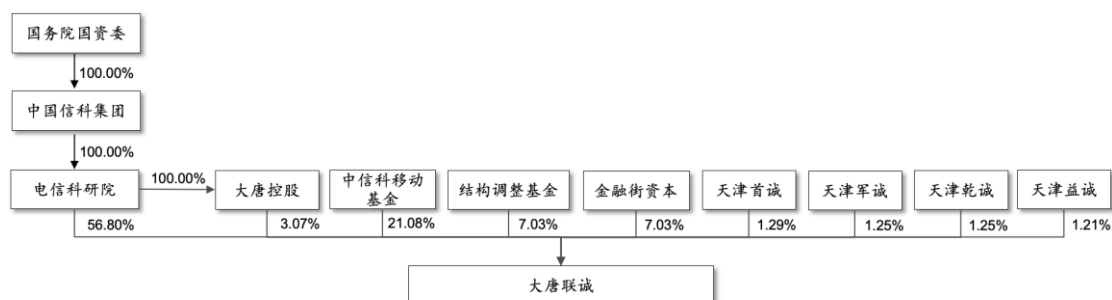 国务院国资委
100.00%
中国信科集团
100.00%
电信科研院
100.00%
大唐控股
中信科移动
基金
结构调整基金
金融街资本
天津首诚
天津军诚
天津乾诚
天津益诚
56.80%
3.07%
21.08%
7.03%
7.03%
1.29%
1.25%
1.25%
1.21%
大唐联诚